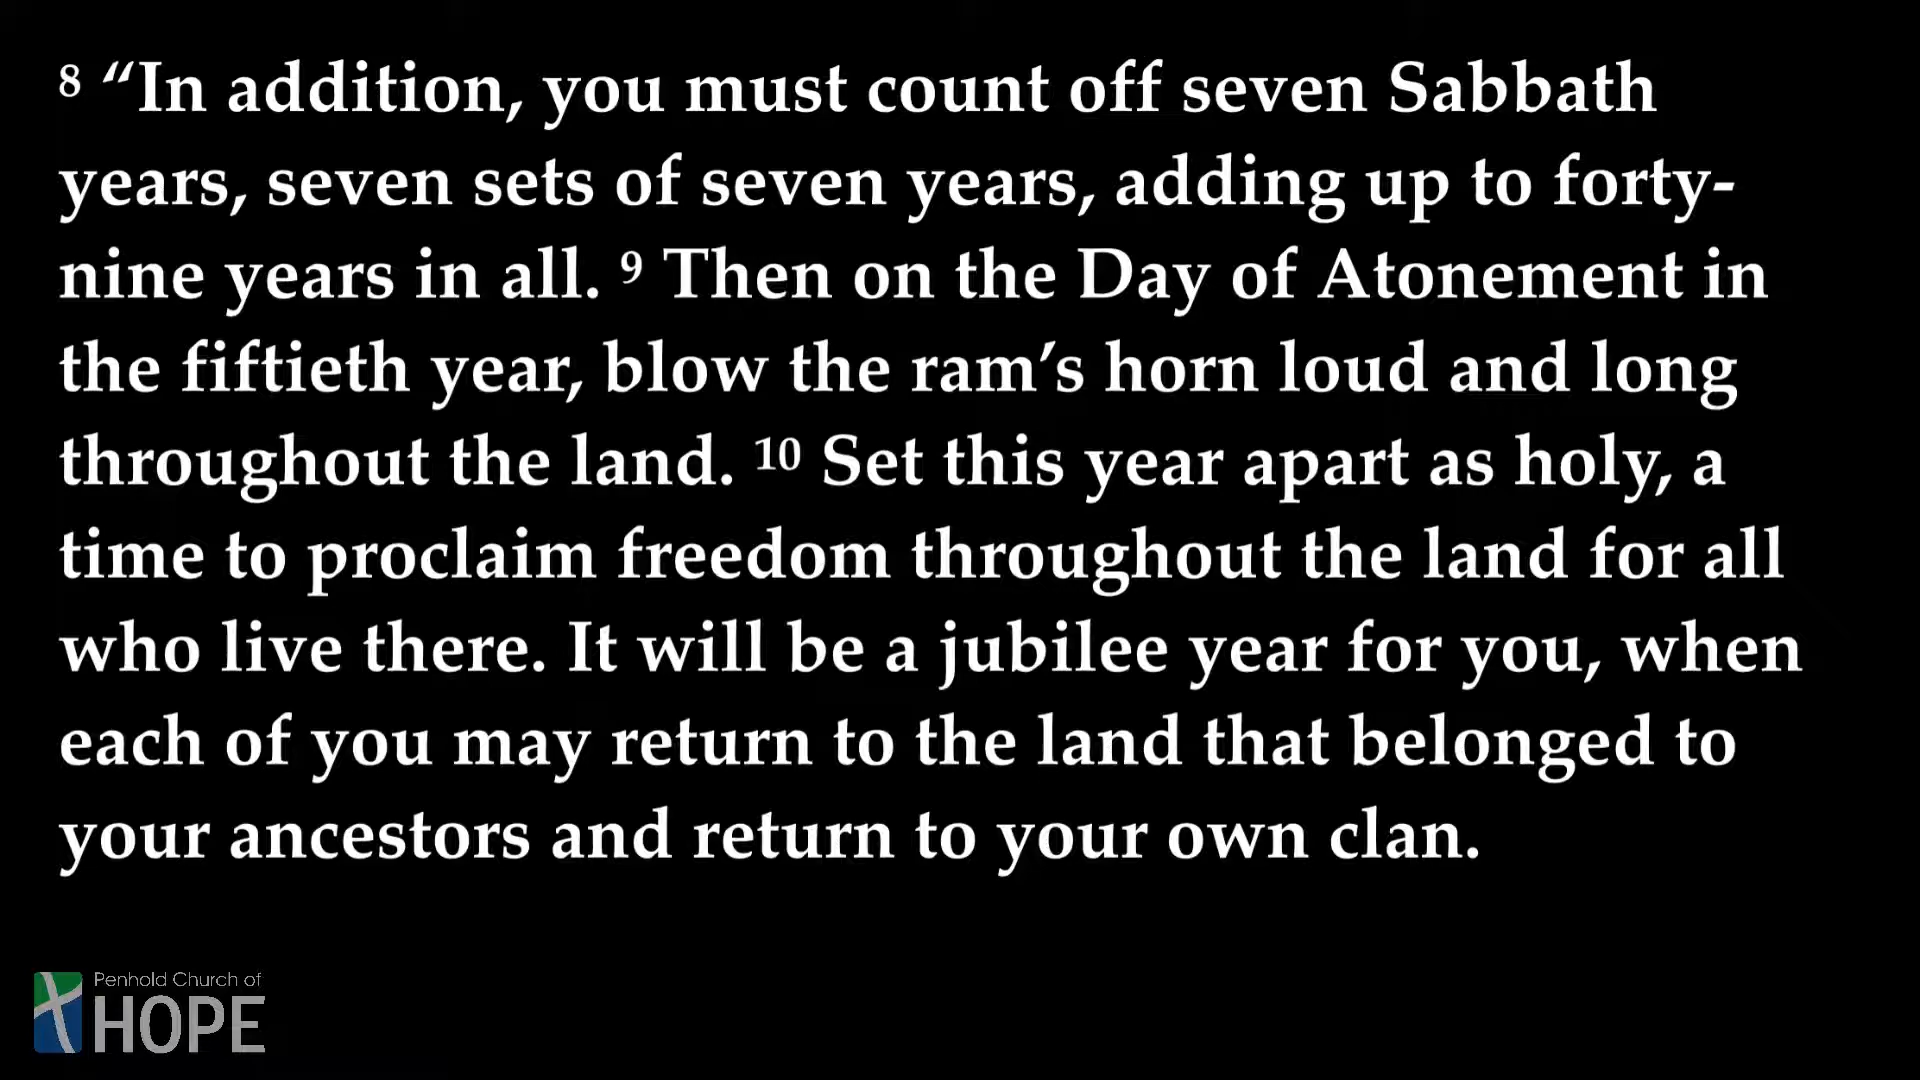 8 “In addition, you must count off seven Sabbath
years, seven sets of seven years, adding up to forty-
nine years in all. 9 Then on the Day of Atonement in
the fiftieth year, blow the ram’s horn loud and long
throughout the land. 10 Set this year apart as holy, a
time to proclaim freedom throughout the land for all
who live there. It will be a jubilee year for you, when
each of you may return to the land that belonged to
your ancestors and return to your own clan.
Penhold Church of
HOPE